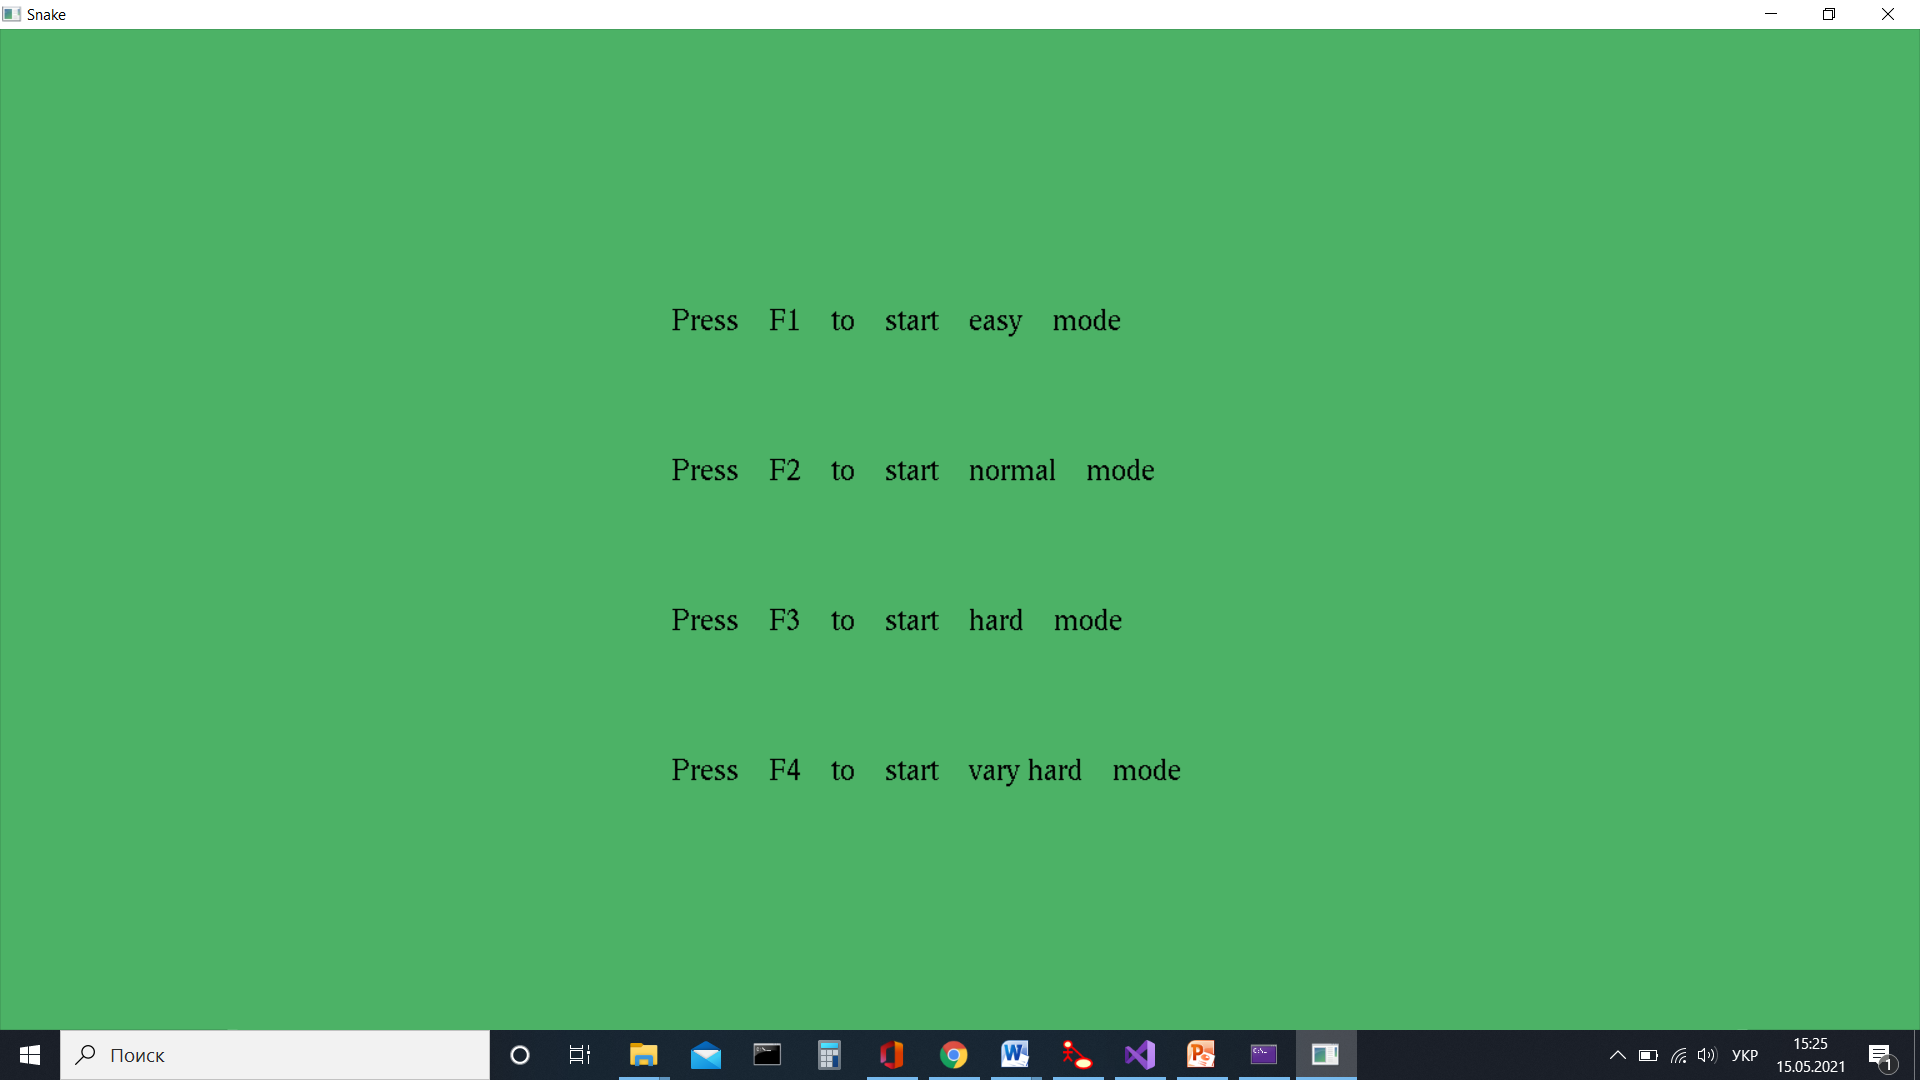 Snake
Press F1 to start easy mode
Press F2 to start normal mode
Press F3 to start hard mode
Press F4 to start vary hard mode
Поиск
УКР
15:25
15.05.2021
1